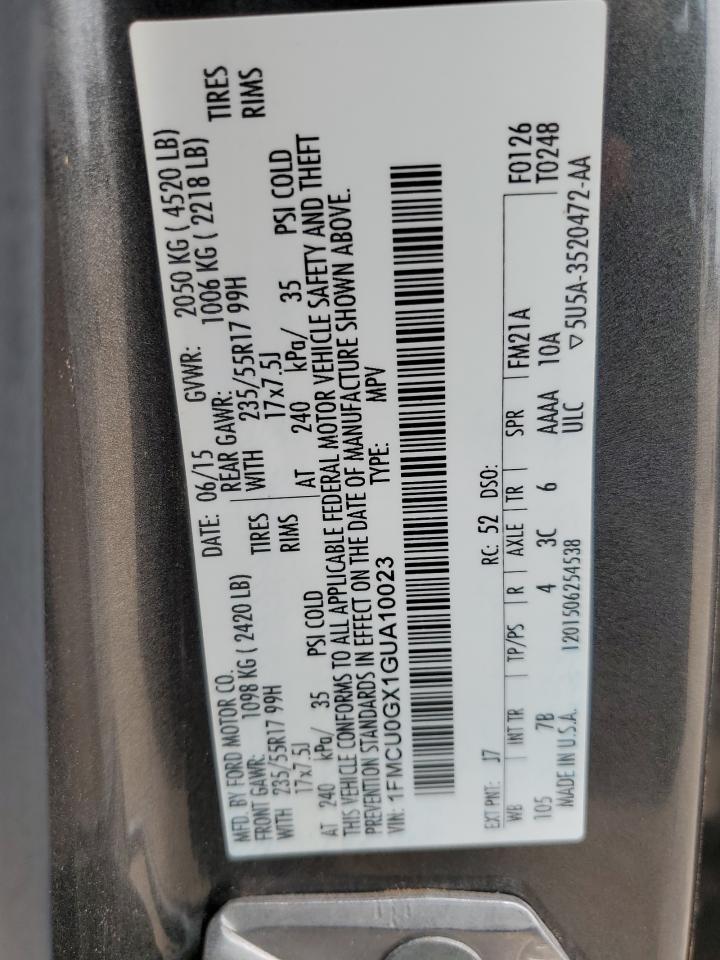 MFD. BY FORD MOTOR CO.
DATE: 06/15 GVWR: 2050 KG ( 4520 LB)
FRONT GAWR: 1098 KG ( 2420 LB)
REAR GAWR: 1006 KG ( 2218 LB)
WITH 235/55R17 99H TIRES
WITH 235/55R17 99H TIRES
17x7.5J RIMS
17x7.5J RIMS
AT 240 kPa/ 35 PSI COLD
AT 240 kPa/ 35 PSI COLD
THIS VEHICLE CONFORMS TO ALL APPLICABLE FEDERAL MOTOR VEHICLE SAFETY AND THEFT
PREVENTION STANDARDS IN EFFECT ON THE DATE OF MANUFACTURE SHOWN ABOVE.
VIN: 1FMCU0GX1GUA10023 TYPE: MPV
EXT PNT: J7 RC: 52 DSO:
WB INT TR TP/PS R AXLE TR SPR FM21A F0126
105 7B 4 3C 6 AAAA 10A T0248
MADE IN U.S.A. 1201506254538 ULC ▽5U5A-3520472-AA